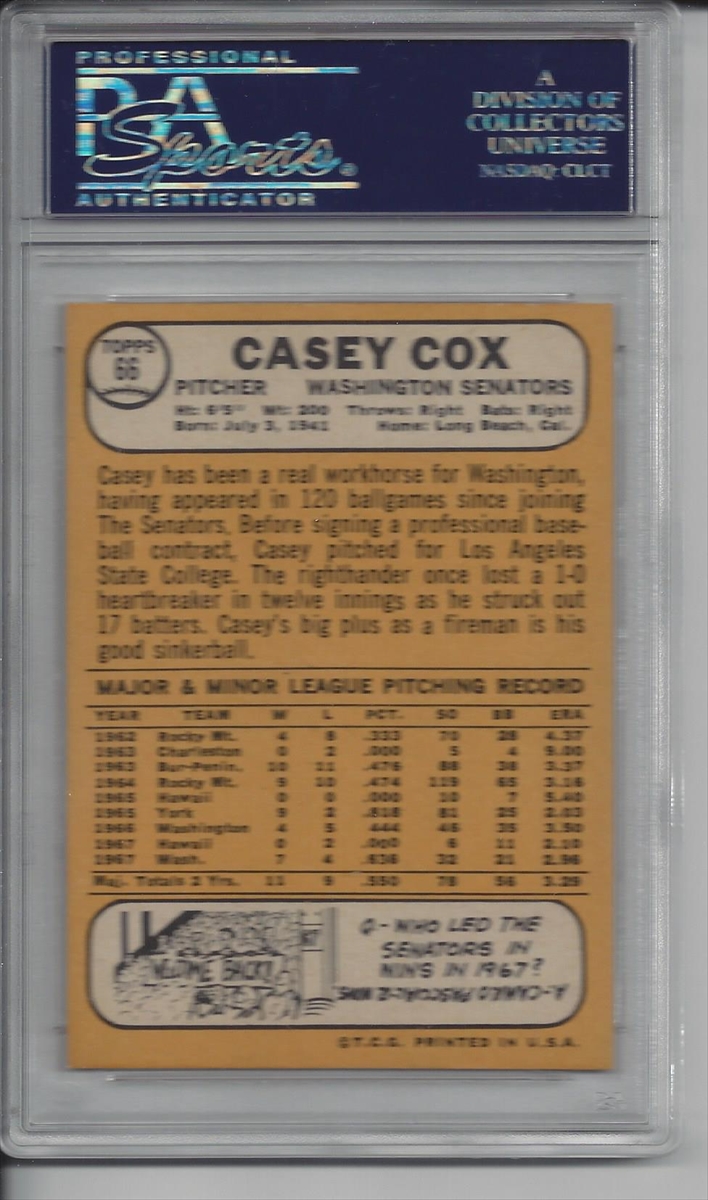 PROFESSIONAL
PSA
Sports
AUTHENTICATOR
A
DIVISION OF
COLLECTORS
UNIVERSE
NASDAQ: CLCT
TOPPS
66
CASEY COX
PITCHER WASHINGTON SENATORS
Ht: 6'5" Wt: 200 Throws: Right Bats: Right
Born: July 3, 1941 Home: Long Beach, Cal.
Casey has been a real workhorse for Washington,
having appeared in 120 ballgames since joining
The Senators. Before signing a professional base-
ball contract, Casey pitched for Los Angeles
State College. The righthander once lost a 1-0
heartbreaker in twelve innings as he struck out
17 batters. Casey's big plus as a fireman is his
good sinkerball.
MAJOR & MINOR LEAGUE PITCHING RECORD
YEAR TEAM W L PCT. SO BB ERA
1962 Rocky Mt. 4 8 .333 70 28 4.37
1963 Charleston 0 2 .000 5 4 9.00
1963 Bur-Penin. 10 11 .476 88 38 3.37
1964 Rocky Mt. 9 10 .474 119 65 3.16
1965 Hawaii 0 0 .000 10 7 5.40
1965 York 9 2 .818 81 25 2.03
1966 Washington 4 5 .444 46 35 3.50
1967 Hawaii 0 2 .000 6 11 2.10
1967 Wash. 7 4 .636 32 21 2.96
Maj. Totals 2 Yrs. 11 9 .550 78 56 3.29
WELCOME BACK!
Q- WHO LED THE
SENATORS IN
WINS IN 1967?
A-CAMILO PASCUAL-12 WINS.
©T.C.G. PRINTED IN U.S.A.